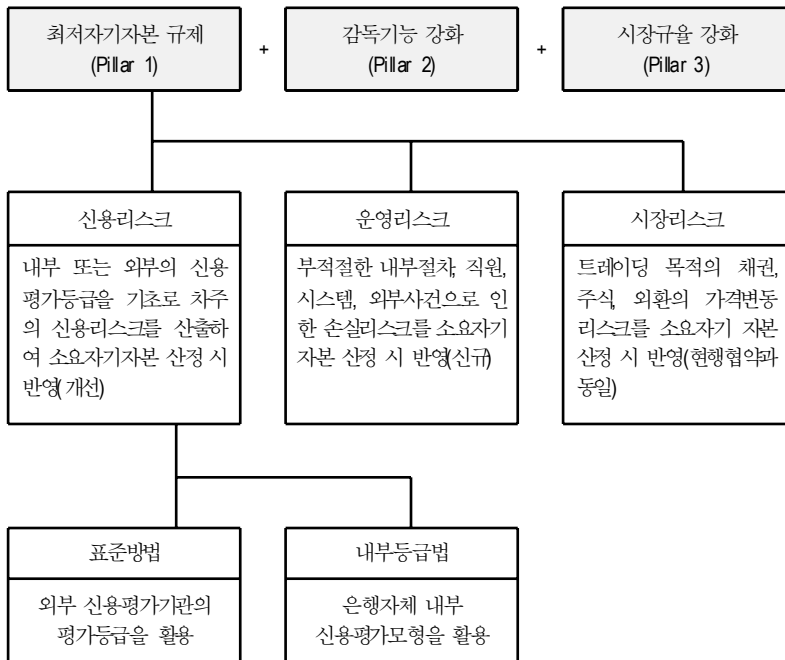 최저자기자본 규제
(Pillar 1)
+
감독기능 강화
(Pillar 2)
+
시장규율 강화
(Pillar 3)
신용리스크
내부 또는 외부의 신용
평가등급을 기초로 차주
의 신용리스크를 산출하
여 소요자기자본 산정 시
반영(개선)
운영리스크
부적절한 내부절차, 직원,
시스템, 외부사건으로 인
한 손실리스크를 소요자기
자본 산정 시 반영(신규)
시장리스크
트레이딩 목적의 채권,
주식, 외환의 가격변동
리스크를 소요자기 자본
산정 시 반영(현행협약과
동일)
표준방법
외부 신용평가기관의
평가등급을 활용
내부등급법
은행자체 내부
신용평가모형을 활용